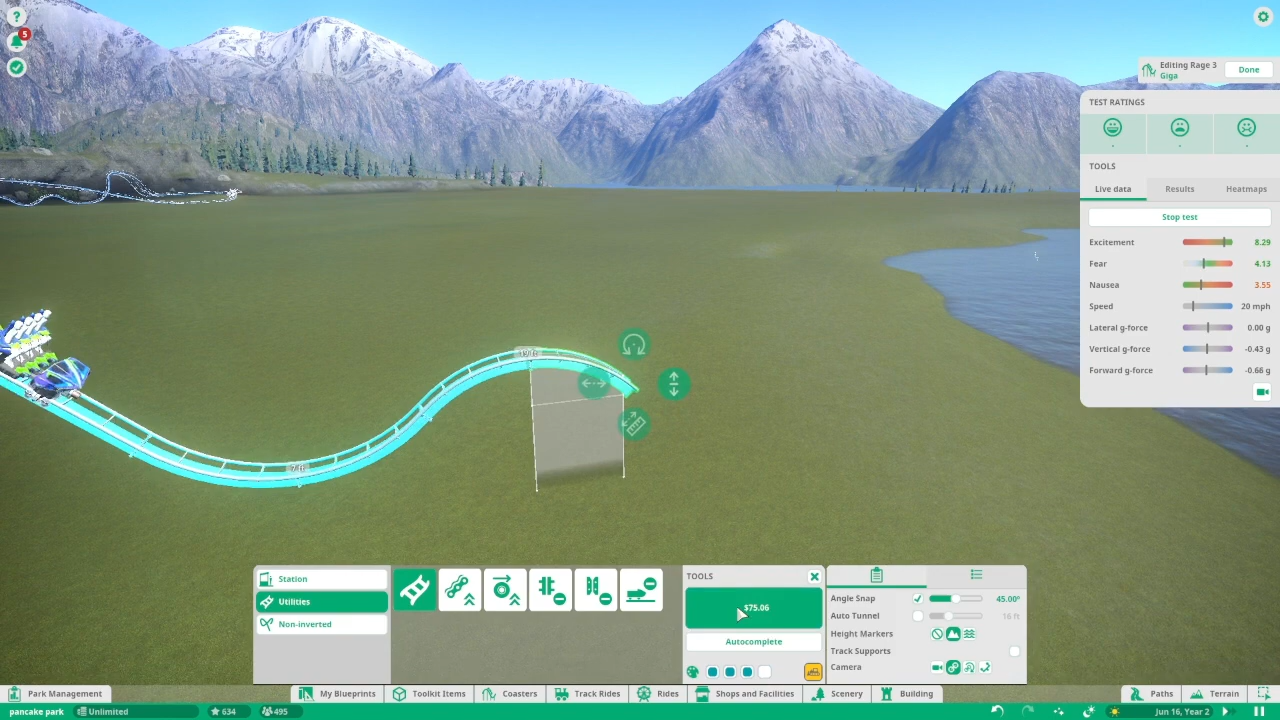 ?
5
Editing Rage 3
Giga
Done
TEST RATINGS
-
-
-
TOOLS
Live data
Results
Heatmaps
Stop test
Excitement
8.29
Fear
4.13
Nausea
3.55
Speed
20 mph
Lateral g-force
0.00 g
Vertical g-force
-0.43 g
Forward g-force
-0.66 g
7 ft
Station
Utilities
Non-inverted
TOOLS
$75.06
Autocomplete
Angle Snap
45.00°
Auto Tunnel
16 ft
Height Markers
Track Supports
Camera
Park Management
My Blueprints
Toolkit Items
Coasters
Track Rides
Rides
Shops and Facilities
Scenery
Building
Paths
Terrain
pancake park
Unlimited
634
495
Jun 16, Year 2